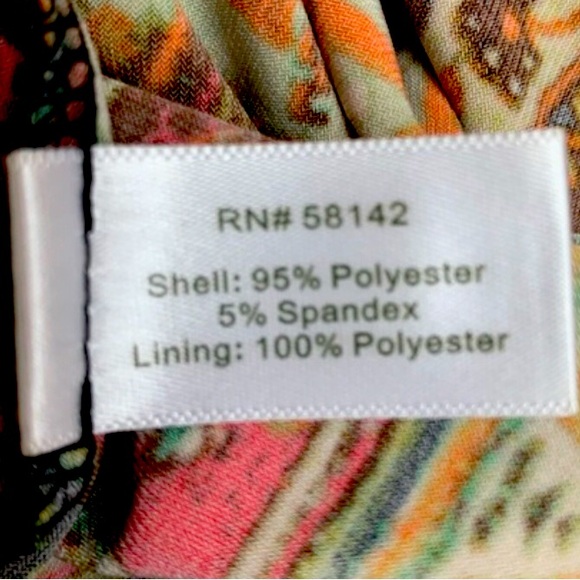 RN# 58142
Shell: 95% Polyester
5% Spandex
Lining: 100% Polyester